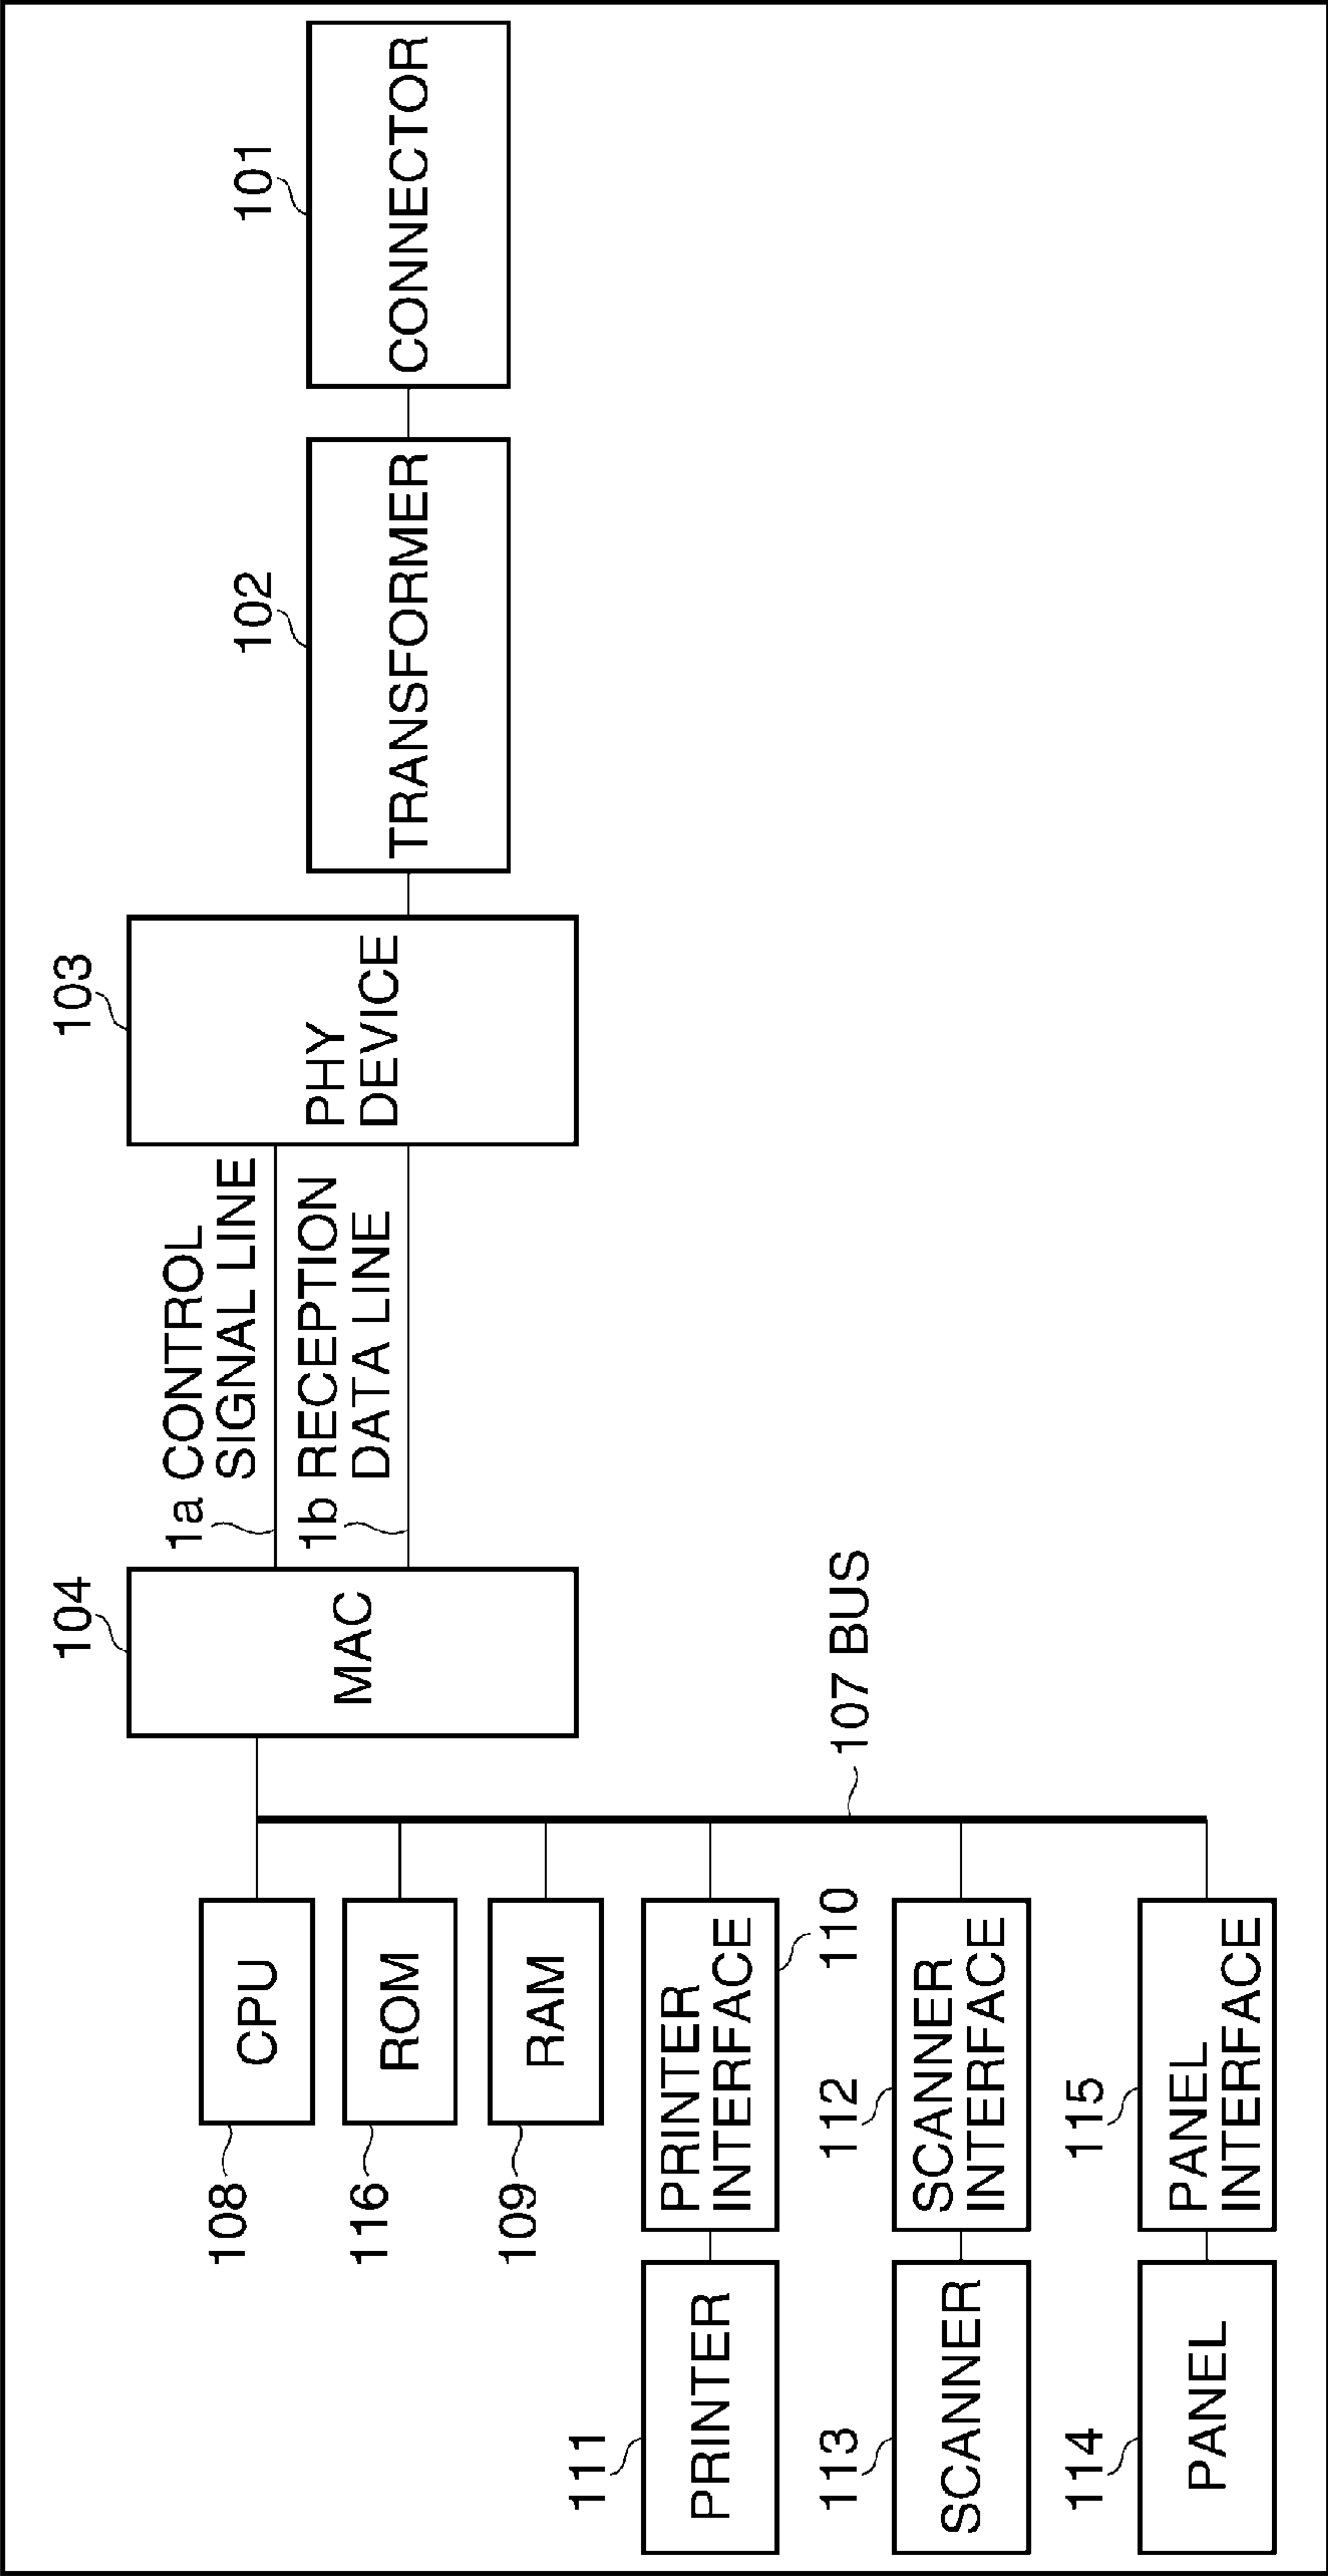 111
PRINTER
113
SCANNER
114
PANEL
108
CPU
116
ROM
109
RAM
PRINTER
INTERFACE
110
112
SCANNER
INTERFACE
115
PANEL
INTERFACE
107 BUS
104
MAC
1a CONTROL
SIGNAL LINE
1b RECEPTION
DATA LINE
103
PHY
DEVICE
102
TRANSFORMER
101
CONNECTOR